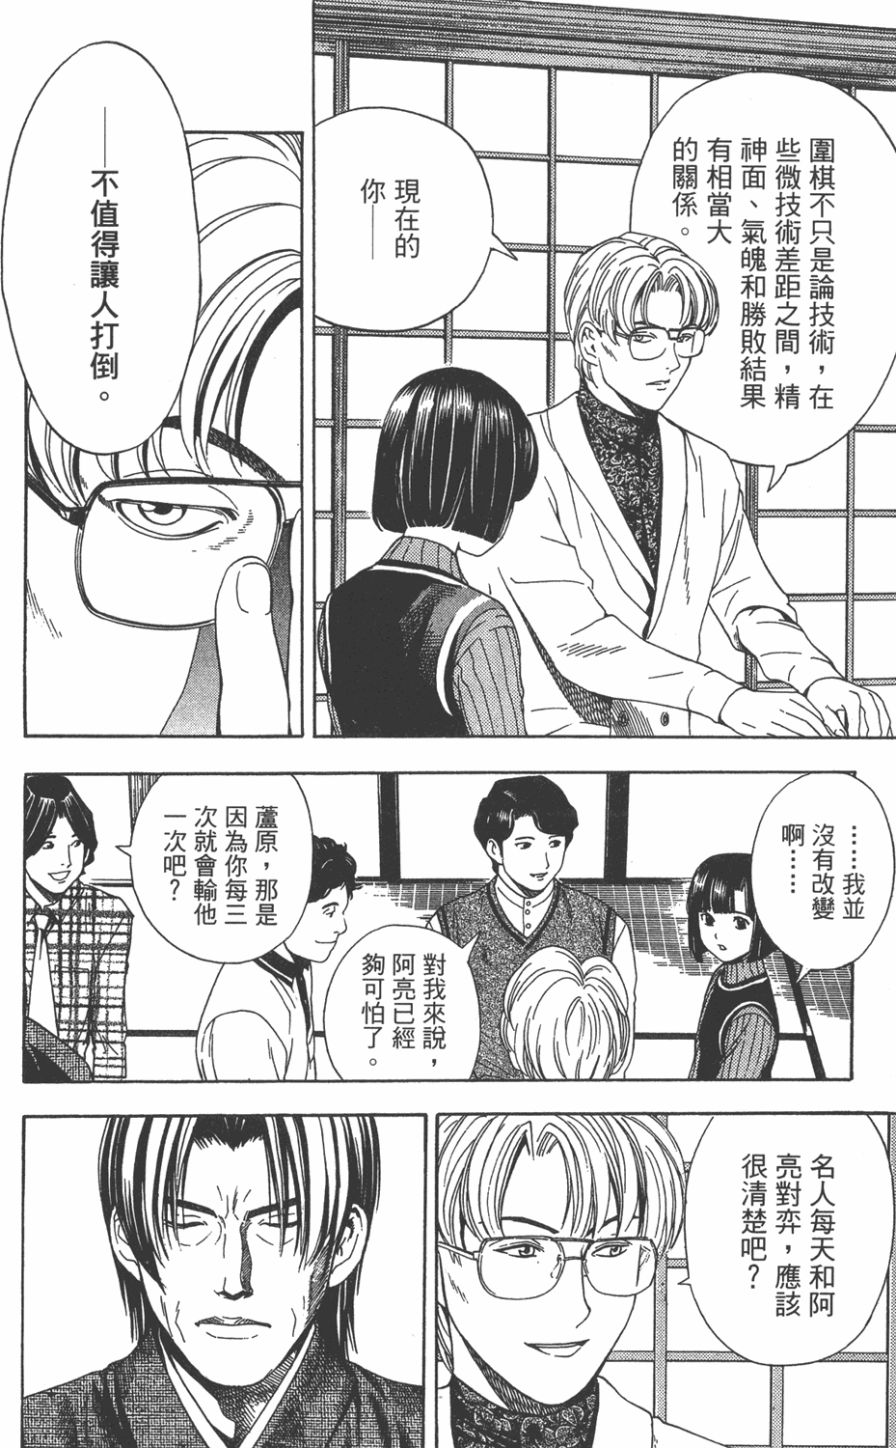 圍棋不只是論技術，在
些微技術差距之間，精
神面、氣魄和勝敗結果
有相當大
的關係。
現在的
你──
──不值得讓人打倒。
……我並
沒有改變
啊……
對我來說，
阿亮已經
夠可怕了。
蘆原，那是
因為你每三
次就會輸他
一次吧？
名人每天和阿
亮對弈，應該
很清楚吧？